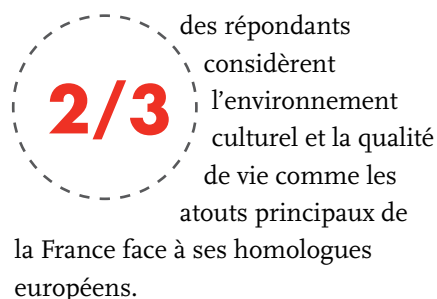 2/3
des répondants
considèrent
l'environnement
culturel et la qualité
de vie comme les
atouts principaux de
la France face à ses homologues
européens.